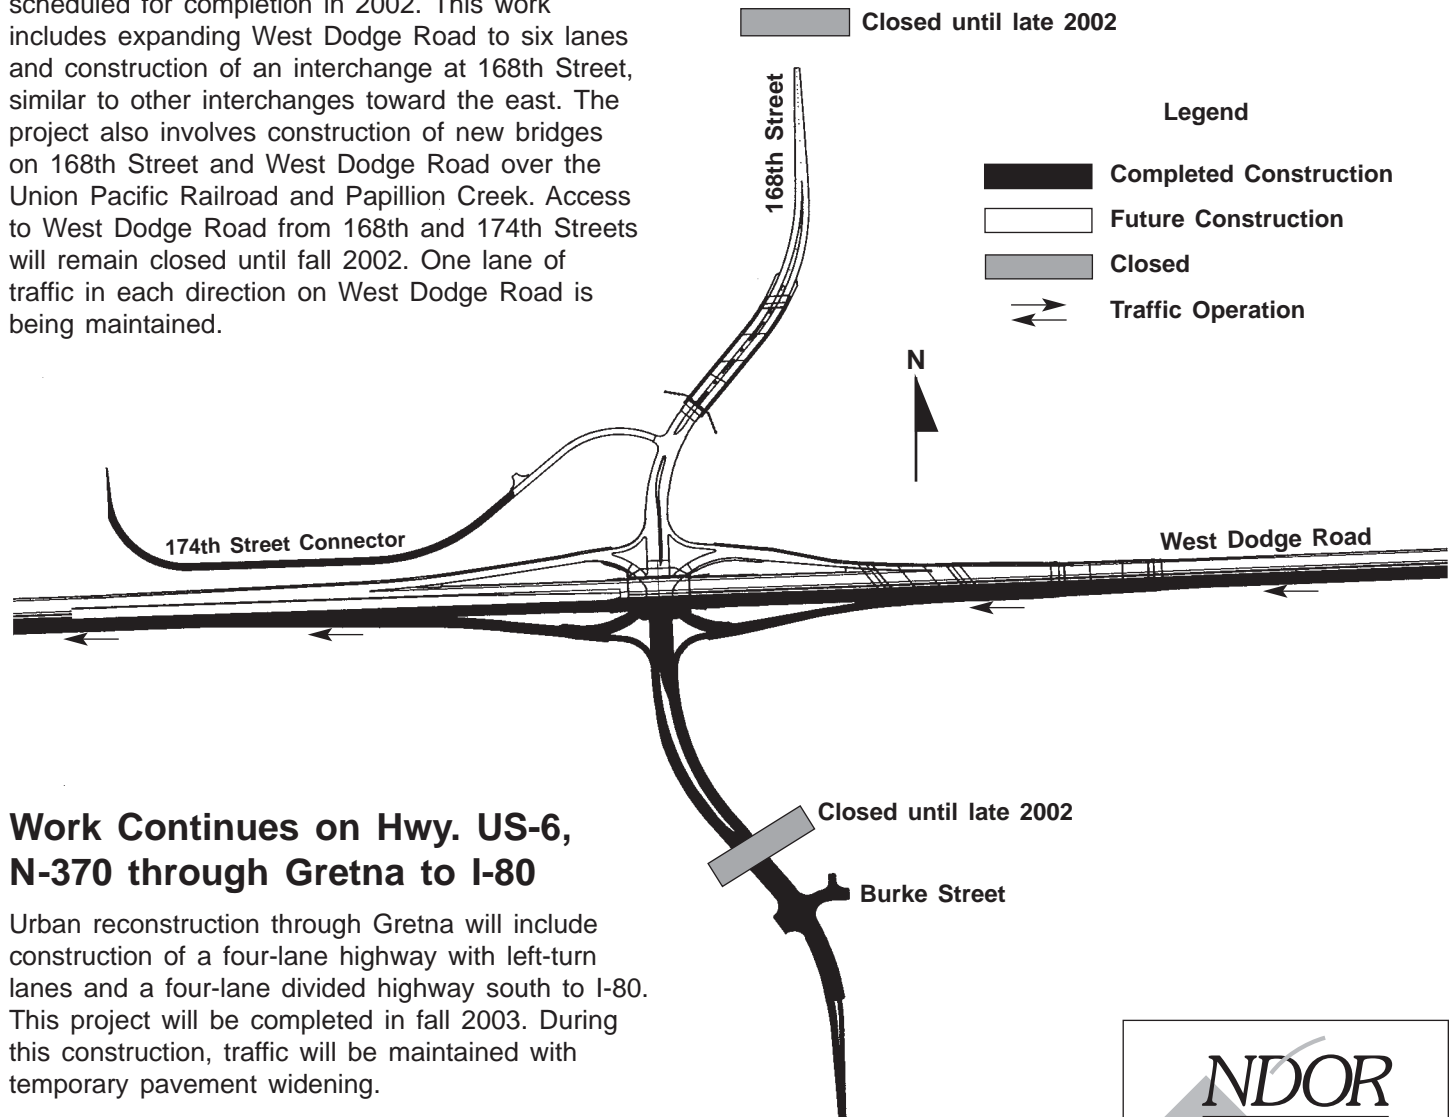 scheduled for completion in 2002. This work
includes expanding West Dodge Road to six lanes
and construction of an interchange at 168th Street,
similar to other interchanges toward the east. The
project also involves construction of new bridges
on 168th Street and West Dodge Road over the
Union Pacific Railroad and Papillion Creek. Access
to West Dodge Road from 168th and 174th Streets
will remain closed until fall 2002. One lane of
traffic in each direction on West Dodge Road is
being maintained.
Closed until late 2002
168th Street
Legend
Completed Construction
Future Construction
Closed
Traffic Operation
N
174th Street Connector
West Dodge Road
Closed until late 2002
Burke Street
Work Continues on Hwy. US-6,
N-370 through Gretna to I-80
Urban reconstruction through Gretna will include
construction of a four-lane highway with left-turn
lanes and a four-lane divided highway south to I-80.
This project will be completed in fall 2003. During
this construction, traffic will be maintained with
temporary pavement widening.
NDOR